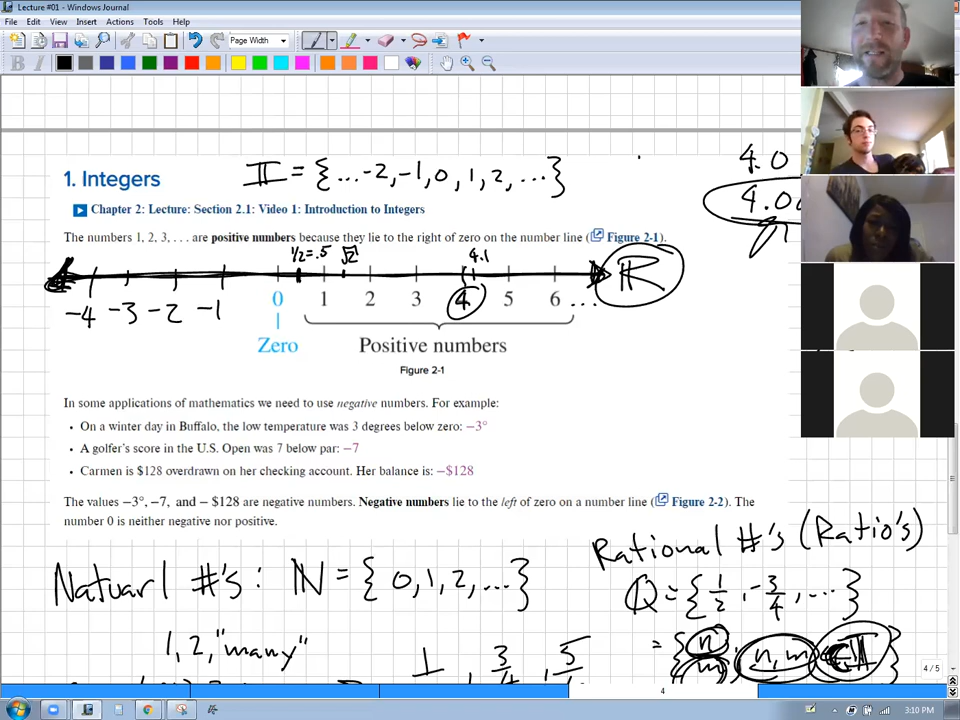 Lecture #01 - Windows Journal
File Edit View Insert Actions Tools Help
Page Width
B I
1. Integers
𝕀 = {...-2,-1,0,1,2,...}
4.0
4.0
Chapter 2: Lecture: Section 2.1: Video 1: Introduction to Integers
The numbers 1, 2, 3, . . . are positive numbers because they lie to the right of zero on the number line ( Figure 2-1).
1/2=.5 √2 4.1
ℝ
-4 -3 -2 -1 0 1 2 3 4 5 6 ...
Zero Positive numbers
Figure 2-1
In some applications of mathematics we need to use negative numbers. For example:
• On a winter day in Buffalo, the low temperature was 3 degrees below zero: −3°
• A golfer's score in the U.S. Open was 7 below par: −7
• Carmen is $128 overdrawn on her checking account. Her balance is: −$128
The values −3°, −7, and − $128 are negative numbers. Negative numbers lie to the left of zero on a number line ( Figure 2-2). The
number 0 is neither negative nor positive.
Rational #'s (Ratio's)
Natuarl #'s: ℕ = {0,1,2,...}
ℚ = {1/2, -3/4, ...}
1, 2, "many"
= {n/m, n,m ∈ 𝕀}
1 3 5
4 / 5
4
3:10 PM